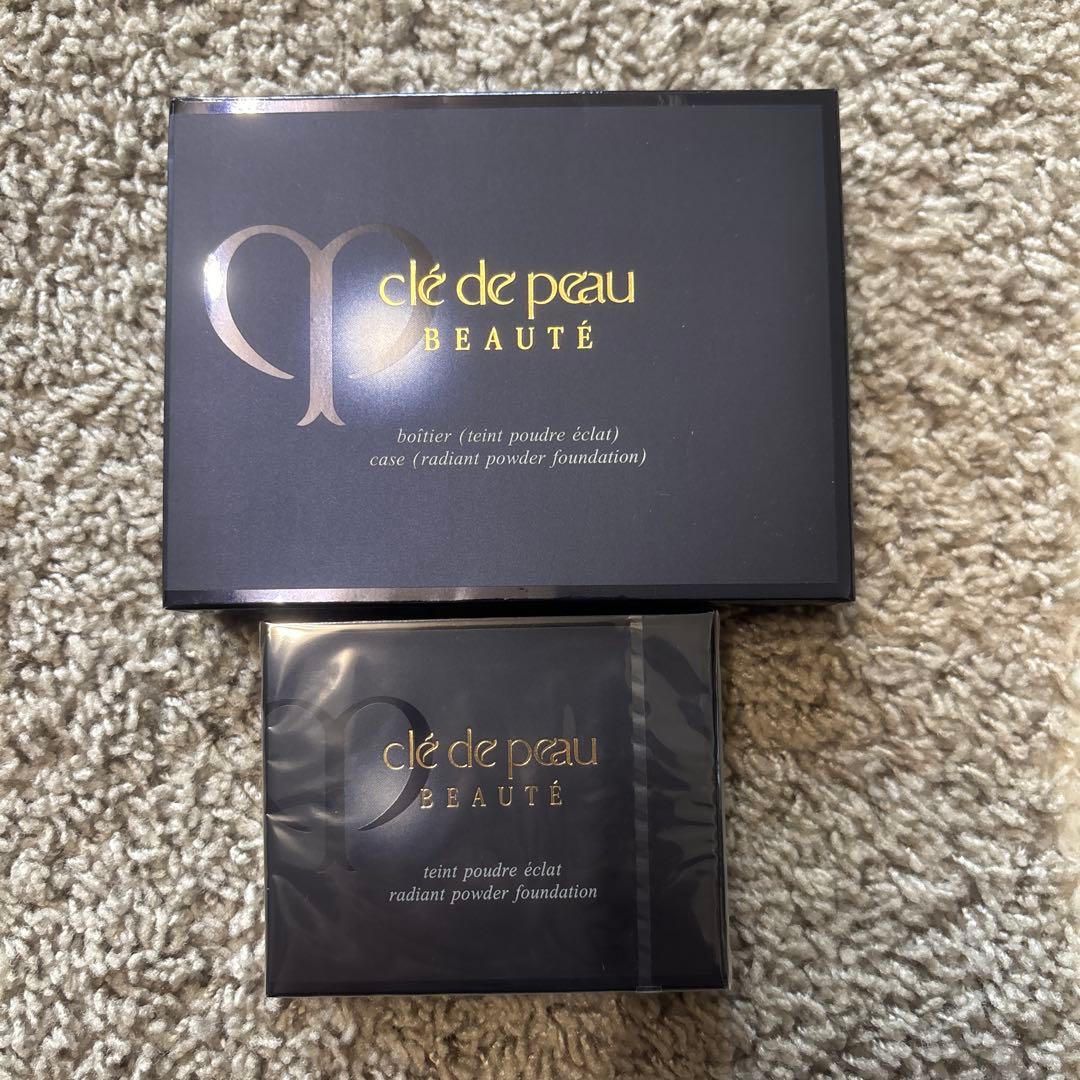 clé de peau
BEAUTÉ
boîtier (teint poudre éclat)
case (radiant powder foundation)
clé de peau
BEAUTÉ
teint poudre éclat
radiant powder foundation